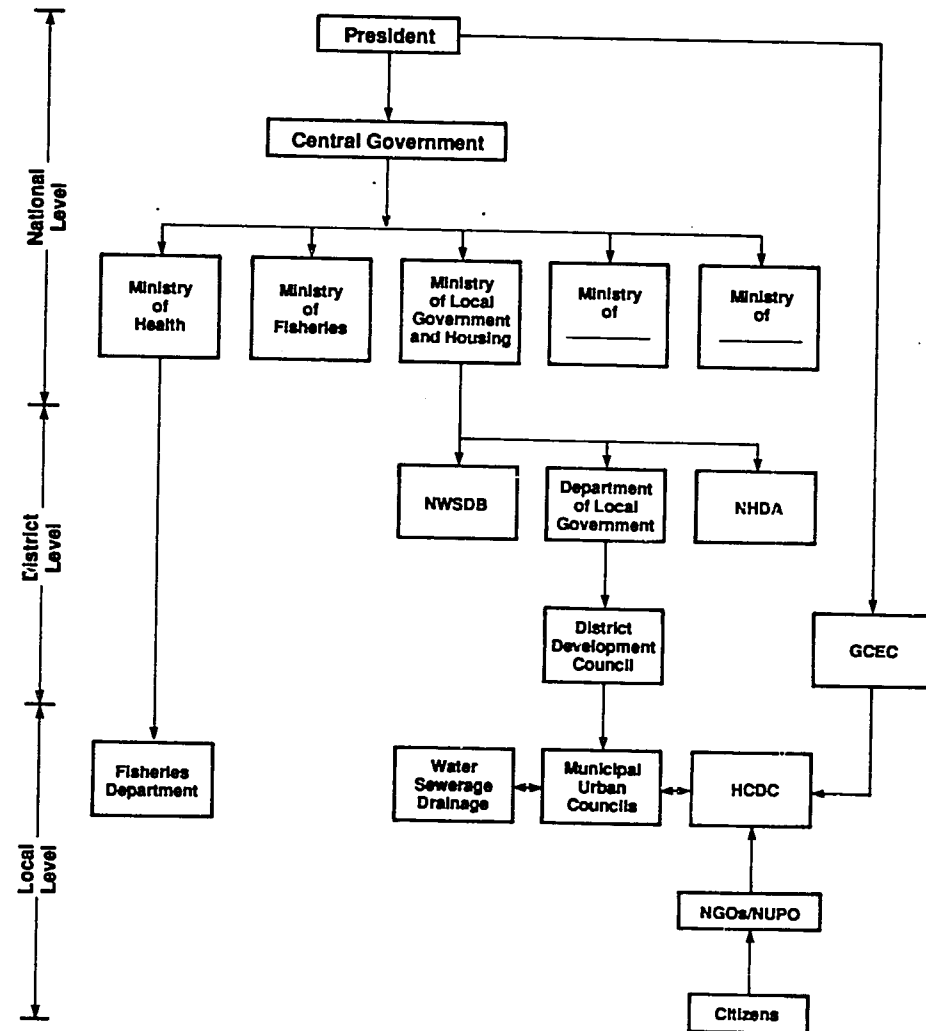 President
Central Government
National
Level
Ministry
of
Health
Ministry
of
Fisheries
Ministry
of Local
Government
and Housing
Ministry
of
Ministry
of
District
Level
NWSDB
Department
of Local
Government
NHDA
District
Development
Council
GCEC
Local
Level
Fisheries
Department
Water
Sewerage
Drainage
Municipal
Urban
Councils
HCDC
NGOs/NUPO
Citizens